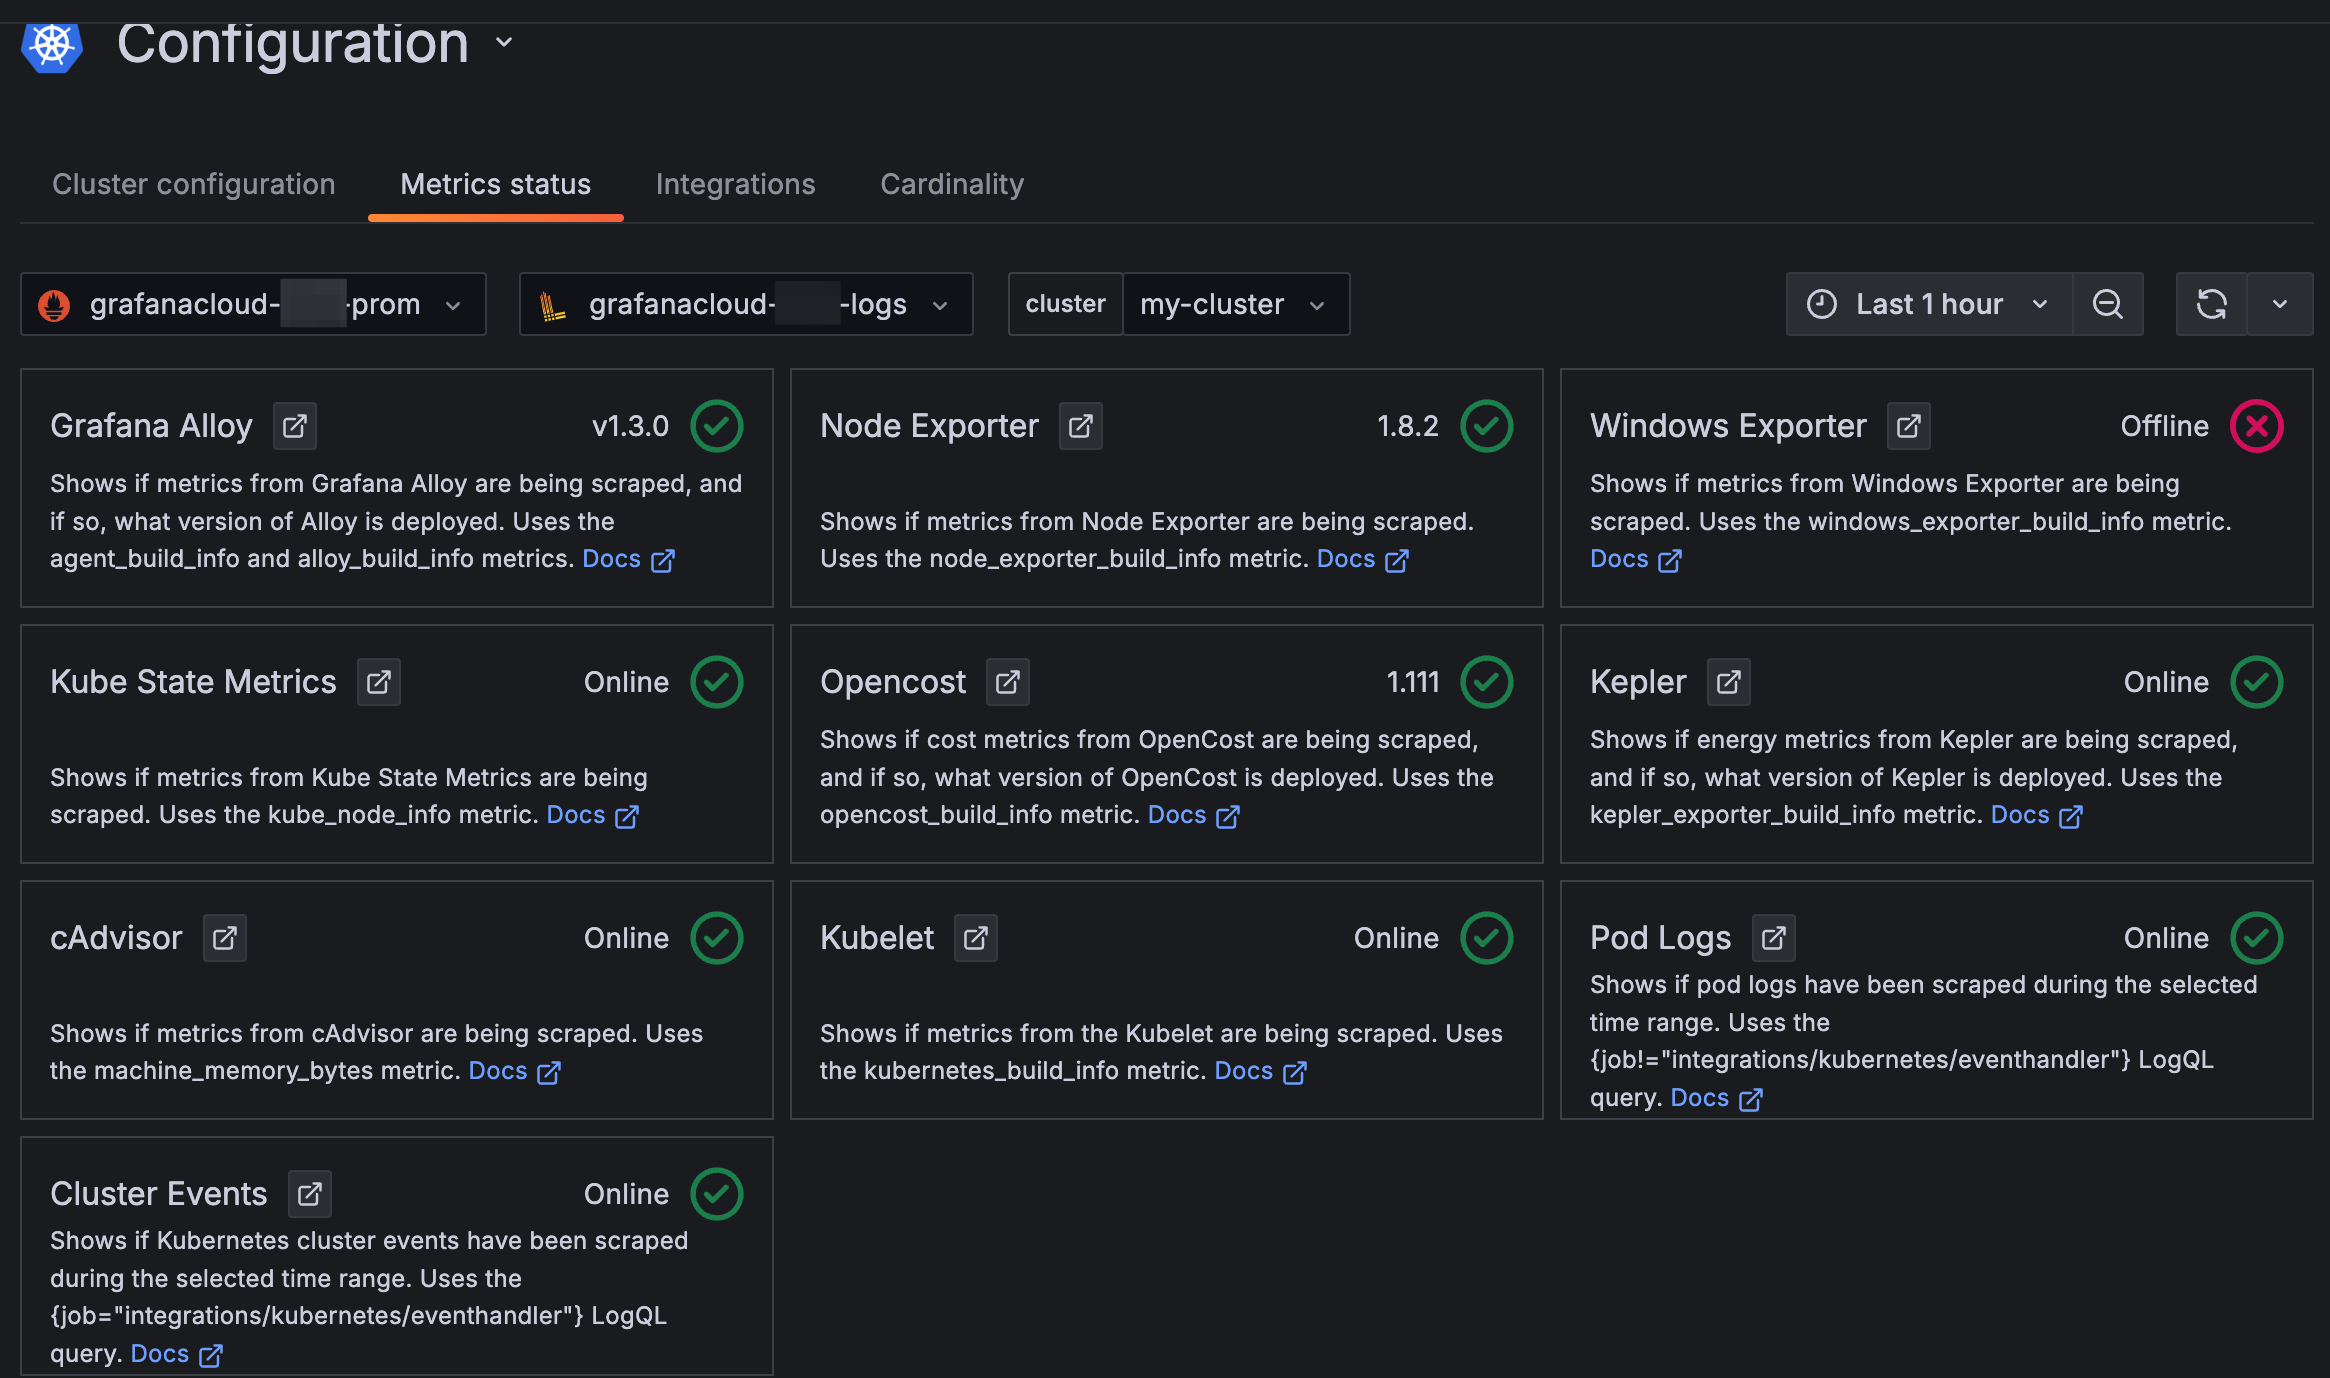 Configuration
Cluster configuration Metrics status Integrations Cardinality
grafanacloud- -prom grafanacloud- -logs cluster my-cluster Last 1 hour
Grafana Alloy v1.3.0
Shows if metrics from Grafana Alloy are being scraped, and
if so, what version of Alloy is deployed. Uses the
agent_build_info and alloy_build_info metrics. Docs
Node Exporter 1.8.2
Shows if metrics from Node Exporter are being scraped.
Uses the node_exporter_build_info metric. Docs
Windows Exporter Offline
Shows if metrics from Windows Exporter are being
scraped. Uses the windows_exporter_build_info metric.
Docs
Kube State Metrics Online
Shows if metrics from Kube State Metrics are being
scraped. Uses the kube_node_info metric. Docs
Opencost 1.111
Shows if cost metrics from OpenCost are being scraped,
and if so, what version of OpenCost is deployed. Uses the
opencost_build_info metric. Docs
Kepler Online
Shows if energy metrics from Kepler are being scraped,
and if so, what version of Kepler is deployed. Uses the
kepler_exporter_build_info metric. Docs
cAdvisor Online
Shows if metrics from cAdvisor are being scraped. Uses
the machine_memory_bytes metric. Docs
Kubelet Online
Shows if metrics from the Kubelet are being scraped. Uses
the kubernetes_build_info metric. Docs
Pod Logs Online
Shows if pod logs have been scraped during the selected
time range. Uses the
{job!="integrations/kubernetes/eventhandler"} LogQL
query. Docs
Cluster Events Online
Shows if Kubernetes cluster events have been scraped
during the selected time range. Uses the
{job="integrations/kubernetes/eventhandler"} LogQL
query. Docs